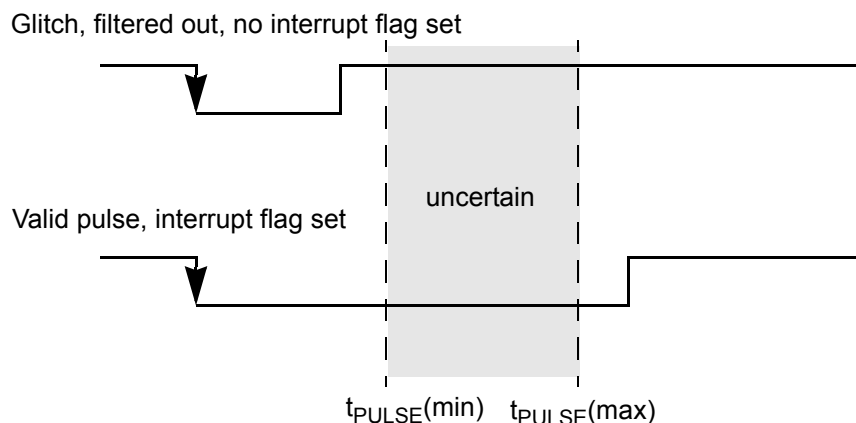 Glitch, filtered out, no interrupt flag set
uncertain
Valid pulse, interrupt flag set
tPULSE(min) tPULSE(max)